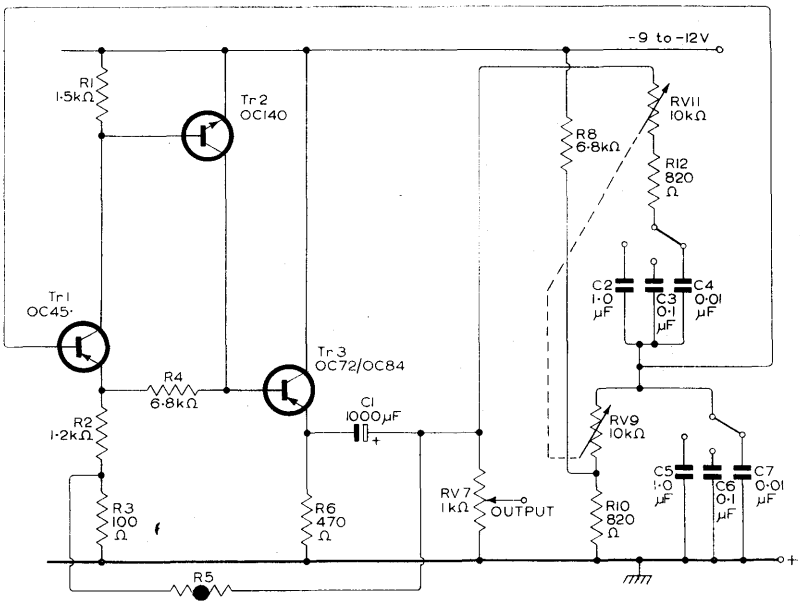 -9 to -12V
R1
1·5kΩ
Tr2
OC140
R8
6·8kΩ
RV11
10kΩ
R12
820
Ω
C2
1·0
µF
C3
0·1
µF
C4
0·01
µF
Tr1
OC45·
R4
6·8kΩ
Tr3
OC72/OC84
C1
1000µF
+
R2
1·2kΩ
RV9
10kΩ
R3
100
Ω
R6
470
Ω
RV7
1kΩ
OUTPUT
R10
820
Ω
C5
1·0
µF
C6
0·1
µF
C7
0·01
µF
R5
+